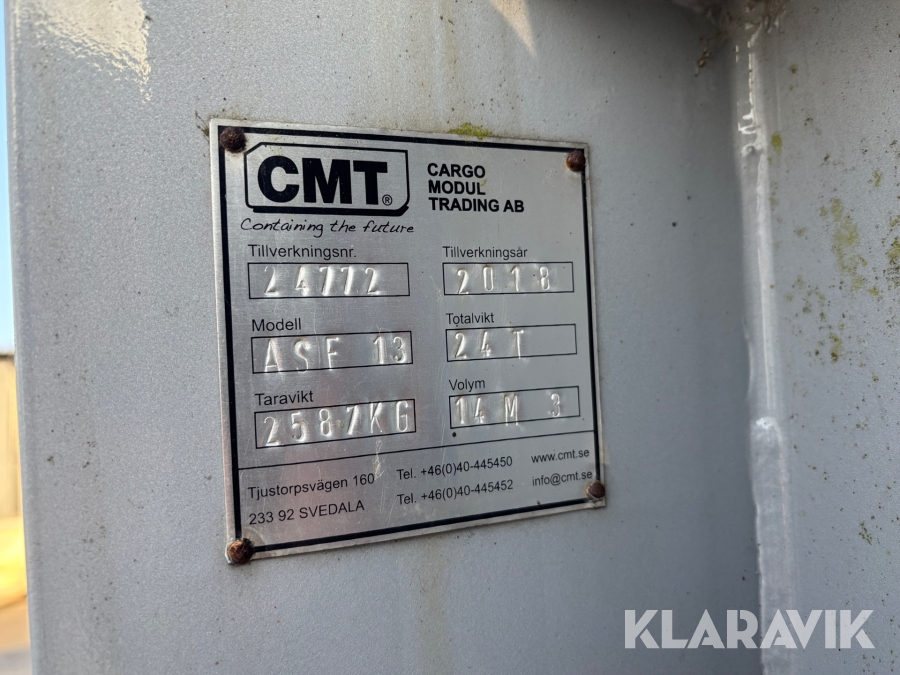 CMT®
CARGO
MODUL
TRADING AB
Containing the future
Tillverkningsnr.
24772
Tillverkningsår
2018
Modell
ASF 13
Totalvikt
24 T
Taravikt
2587KG
Volym
14 M 3
Tjustorpsvägen 160
233 92 SVEDALA
Tel. +46(0)40-445450
Tel. +46(0)40-445452
www.cmt.se
info@cmt.se
KLARAVIK